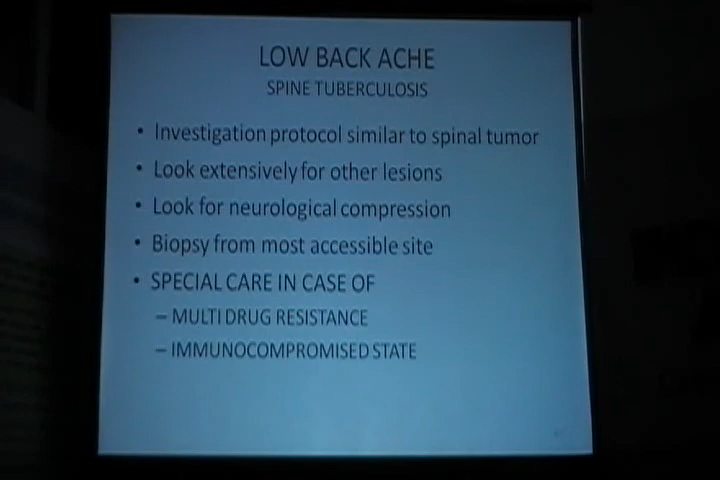 LOW BACK ACHE
SPINE TUBERCULOSIS
• Investigation protocol similar to spinal tumor
• Look extensively for other lesions
• Look for neurological compression
• Biopsy from most accessible site
• SPECIAL CARE IN CASE OF
– MULTI DRUG RESISTANCE
– IMMUNOCOMPROMISED STATE